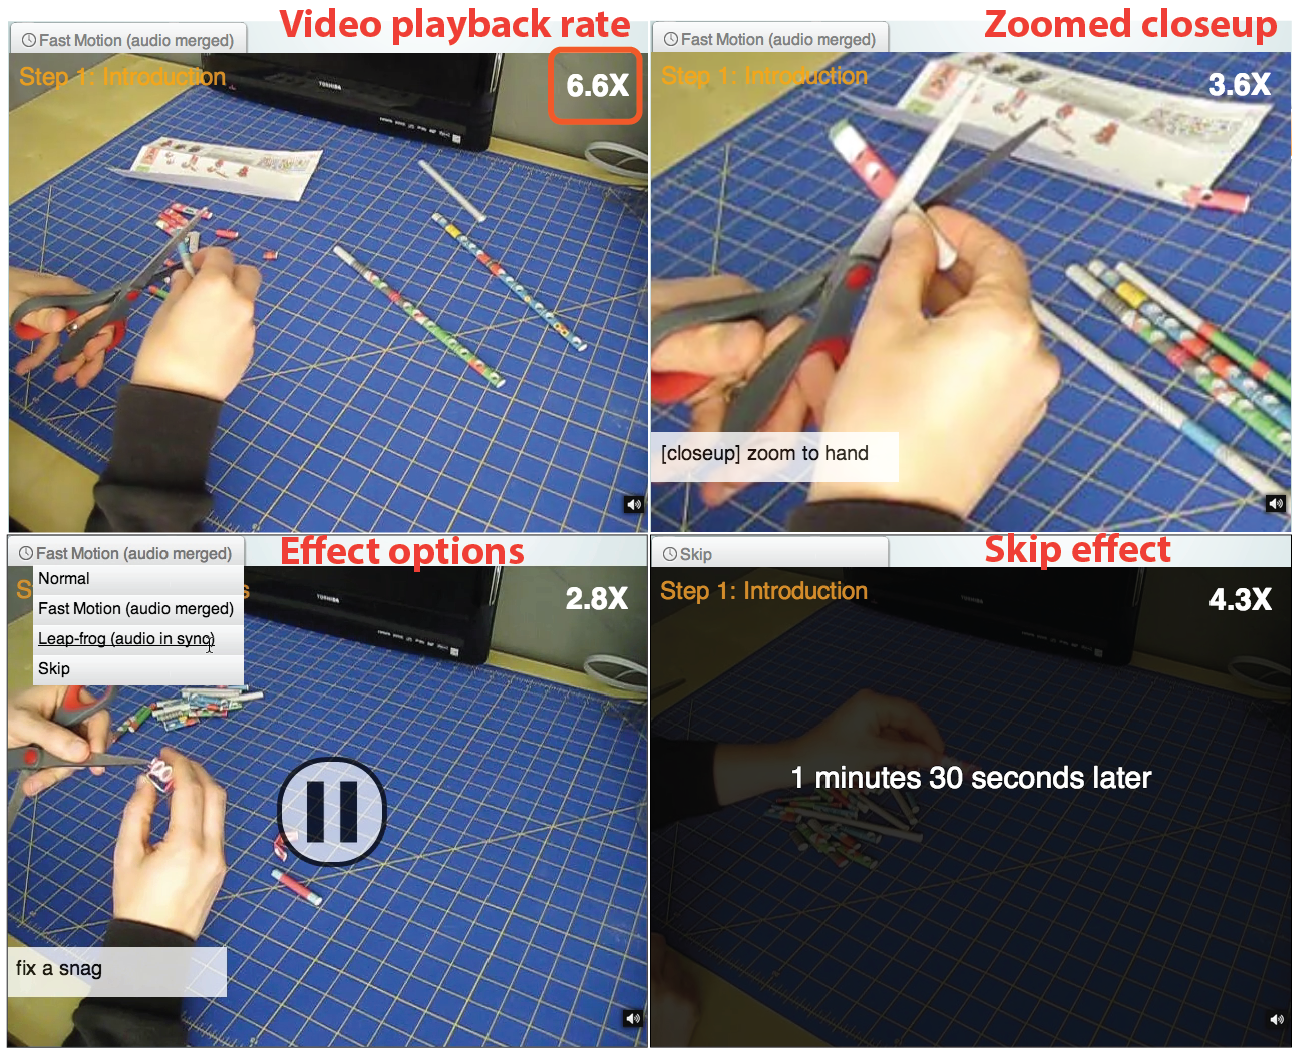 Video playback rate
Fast Motion (audio merged)
Step 1: Introduction
6.6X
TOSHIBA
Zoomed closeup
Fast Motion (audio merged)
Step 1: Introduction
3.6X
[closeup] zoom to hand
Effect options
Fast Motion (audio merged)
Normal
Fast Motion (audio merged)
Leap-frog (audio in sync)
Skip
2.8X
TOSHIBA
fix a snag
Skip effect
Skip
Step 1: Introduction
4.3X
1 minutes 30 seconds later